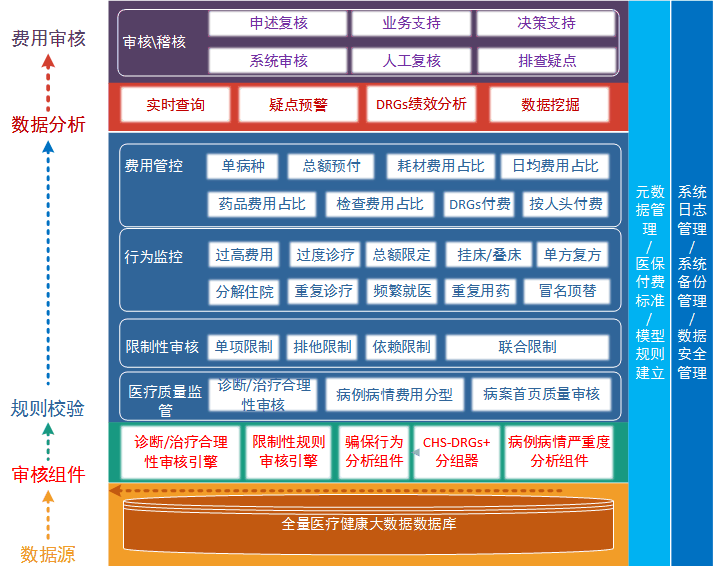 费用审核
审核\稽核
申述复核
业务支持
决策支持
系统审核
人工复核
排查疑点
数据分析
实时查询
疑点预警
DRGs绩效分析
数据挖掘
费用管控
单病种
总额预付
耗材费用占比
日均费用占比
药品费用占比
检查费用占比
DRGs付费
按人头付费
行为监控
过高费用
过度诊疗
总额限定
挂床/叠床
单方复方
分解住院
重复诊疗
频繁就医
重复用药
冒名顶替
限制性审核
单项限制
排他限制
依赖限制
联合限制
规则校验
医疗质量监
管
诊断/治疗合理
性审核
病例病情费用分型
病案首页质量审核
审核组件
诊断/治疗合理
性审核引擎
限制性规则
审核引擎
骗保行为
分析组件
CHS-DRGs+
分组器
病例病情严重度
分析组件
数据源
全量医疗健康大数据数据库
元数
据管
理
/
医保
付费
标准
/
模型
规则
建立
系统
日志
管理
/
系统
备份
管理
/
数据
安全
管理